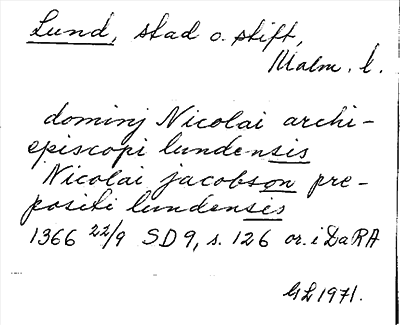 Lund, stad o. stift,
Malm. l.
dominj Nicolai archi-
episcopi lundensis
Nicolai jacobson pre-
positi lundensis
1366 22/9 SD 9, s. 126 or. i DaRA
GL 1971.